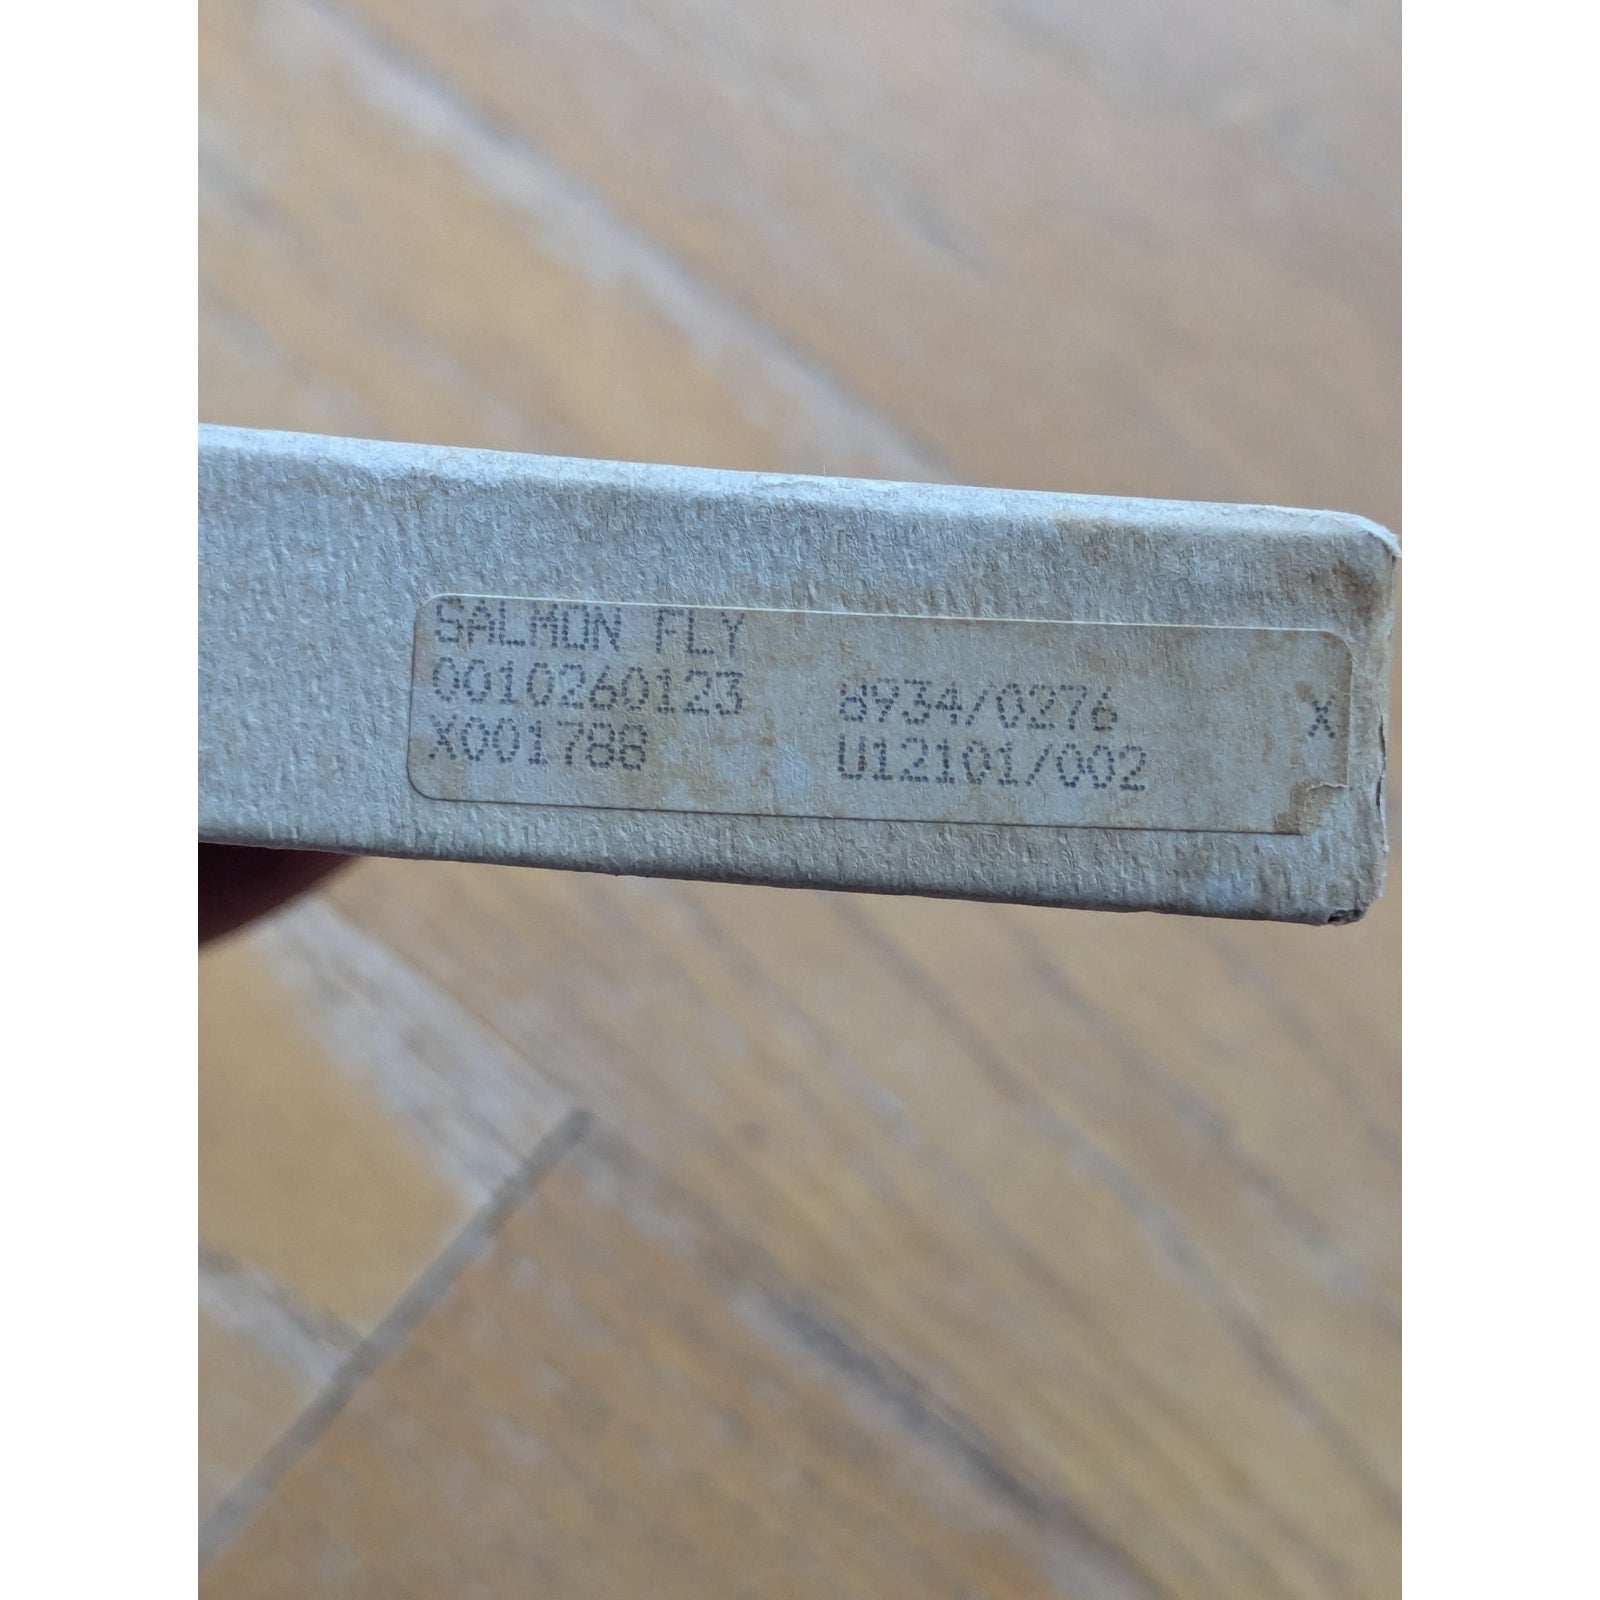 SALMON FLY
0010260123 8934/0276 X
X001788 U12101/002